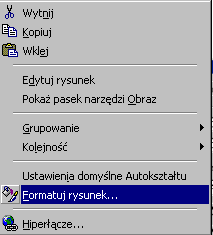 Wytnij
Kopiuj
Wklej
Edytuj rysunek
Pokaż pasek narzędzi Obraz
Grupowanie
Kolejność
Ustawienia domyślne Autokształtu
Formatuj rysunek...
Hiperłącze...